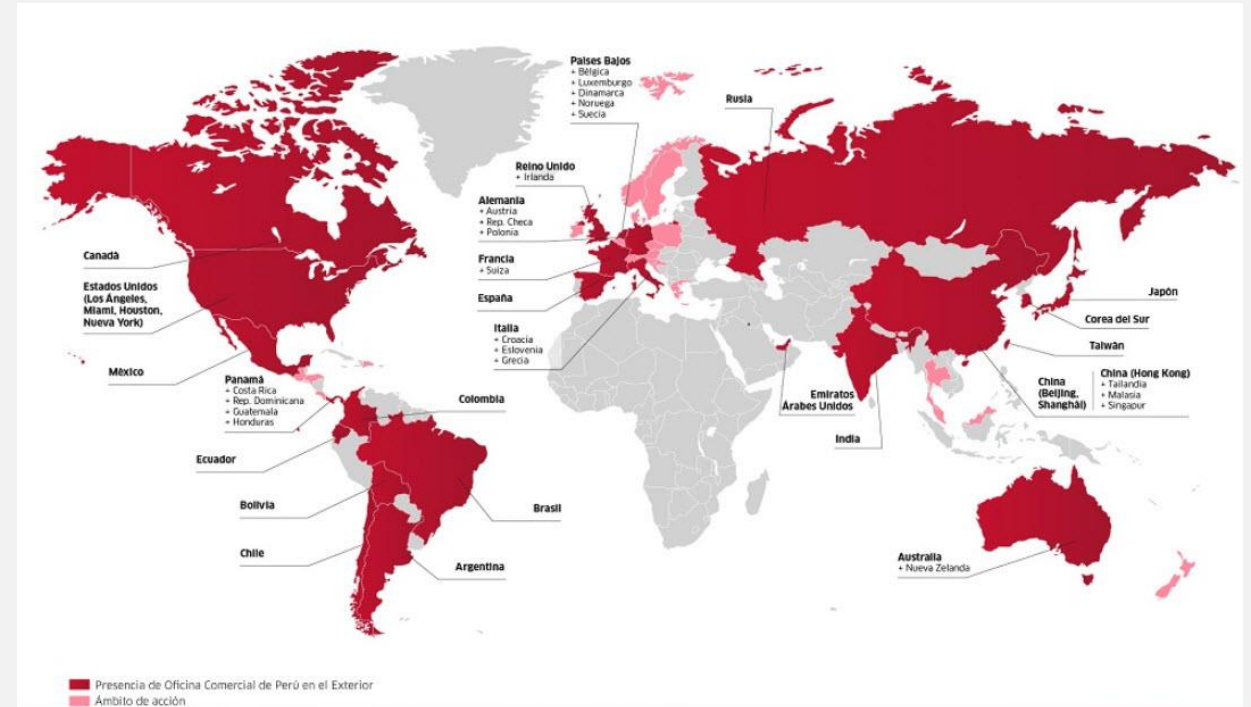 Países Bajos
+ Bélgica
+ Luxemburgo
+ Dinamarca
+ Noruega
+ Suecia
Rusia
Reino Unido
+ Irlanda
Alemania
+ Austria
+ Rep. Checa
+ Polonia
Francia
+ Suiza
España
Italia
+ Croacia
+ Eslovenia
+ Grecia
Canadá
Estados Unidos
(Los Ángeles,
Miami, Houston,
Nueva York)
México
Panamá
+ Costa Rica
+ Rep. Dominicana
+ Guatemala
+ Honduras
Colombia
Ecuador
Bolivia
Brasil
Chile
Argentina
Japón
Corea del Sur
Taiwán
China
(Beijing,
Shanghái)
China (Hong Kong)
+ Tailandia
+ Malasia
+ Singapur
Emiratos
Árabes Unidos
India
Australia
+ Nueva Zelanda
Presencia de Oficina Comercial de Perú en el Exterior
Ámbito de acción